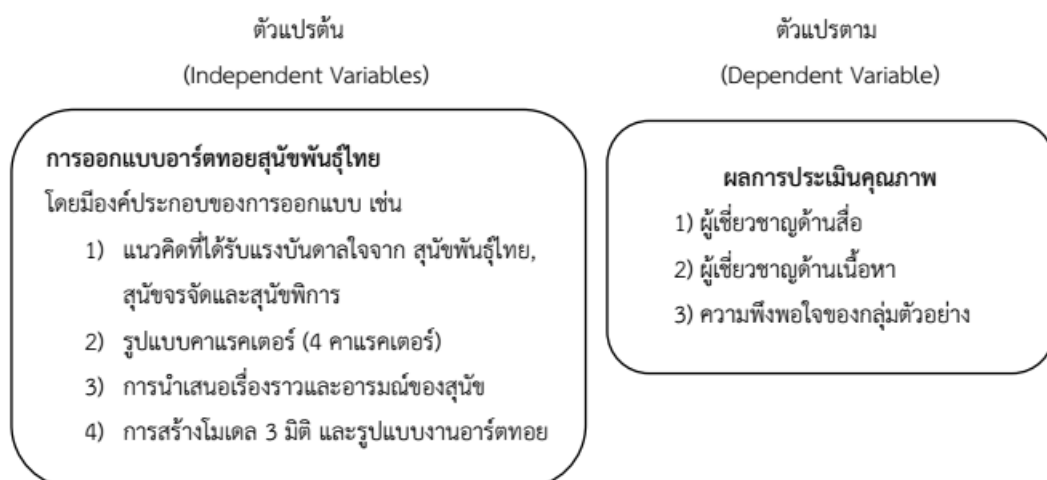 ตัวแปรต้น
(Independent Variables)
การออกแบบอาร์ตทอยสุนัขพันธุ์ไทย
โดยมีองค์ประกอบของการออกแบบ เช่น
1) แนวคิดที่ได้รับแรงบันดาลใจจาก สุนัขพันธุ์ไทย,
สุนัขจรจัดและสุนัขพิการ
2) รูปแบบคาแรคเตอร์ (4 คาแรคเตอร์)
3) การนำเสนอเรื่องราวและอารมณ์ของสุนัข
4) การสร้างโมเดล 3 มิติ และรูปแบบงานอาร์ตทอย
ตัวแปรตาม
(Dependent Variable)
ผลการประเมินคุณภาพ
1) ผู้เชี่ยวชาญด้านสื่อ
2) ผู้เชี่ยวชาญด้านเนื้อหา
3) ความพึงพอใจของกลุ่มตัวอย่าง